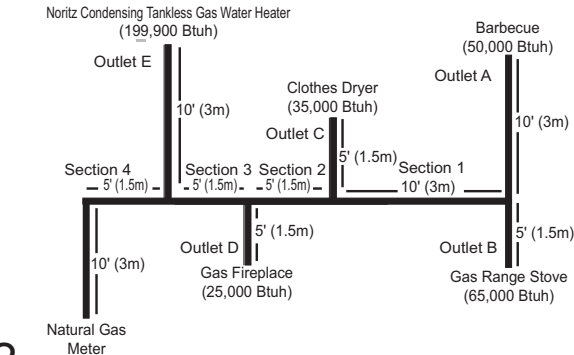 Noritz Condensing Tankless Gas Water Heater
(199,900 Btuh)
Outlet E
10' (3m)
Barbecue
(50,000 Btuh)
Outlet A
10' (3m)
Clothes Dryer
(35,000 Btuh)
Outlet C
5' (1.5m)
Section 4
5' (1.5m)
Section 3
5' (1.5m)
Section 2
5' (1.5m)
Section 1
10' (3m)
10' (3m)
Outlet D
5' (1.5m)
Gas Fireplace
(25,000 Btuh)
Outlet B
5' (1.5m)
Gas Range Stove
(65,000 Btuh)
Natural Gas
Meter